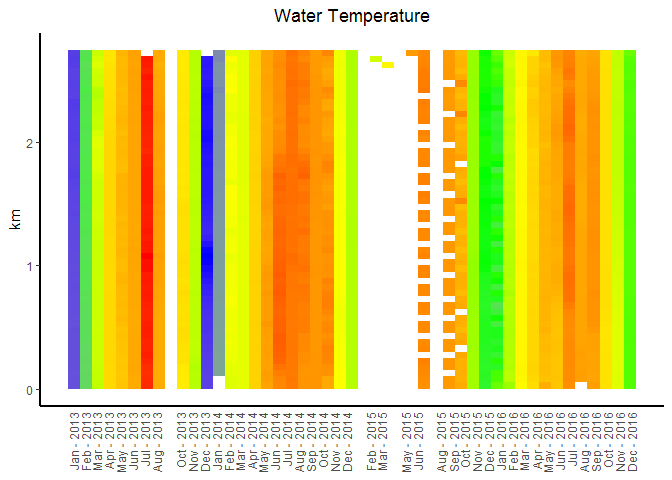 Water Temperature
km
2
1
0
Jan - 2013
Feb - 2013
Mar - 2013
Apr - 2013
May - 2013
Jun - 2013
Jul - 2013
Aug - 2013
Oct - 2013
Nov - 2013
Dec - 2013
Jan - 2014
Feb - 2014
Mar - 2014
Apr - 2014
May - 2014
Jun - 2014
Jul - 2014
Aug - 2014
Sep - 2014
Oct - 2014
Nov - 2014
Dec - 2014
Feb - 2015
Mar - 2015
May - 2015
Jun - 2015
Aug - 2015
Sep - 2015
Oct - 2015
Nov - 2015
Dec - 2015
Jan - 2016
Feb - 2016
Mar - 2016
Apr - 2016
May - 2016
Jun - 2016
Jul - 2016
Aug - 2016
Sep - 2016
Oct - 2016
Nov - 2016
Dec - 2016